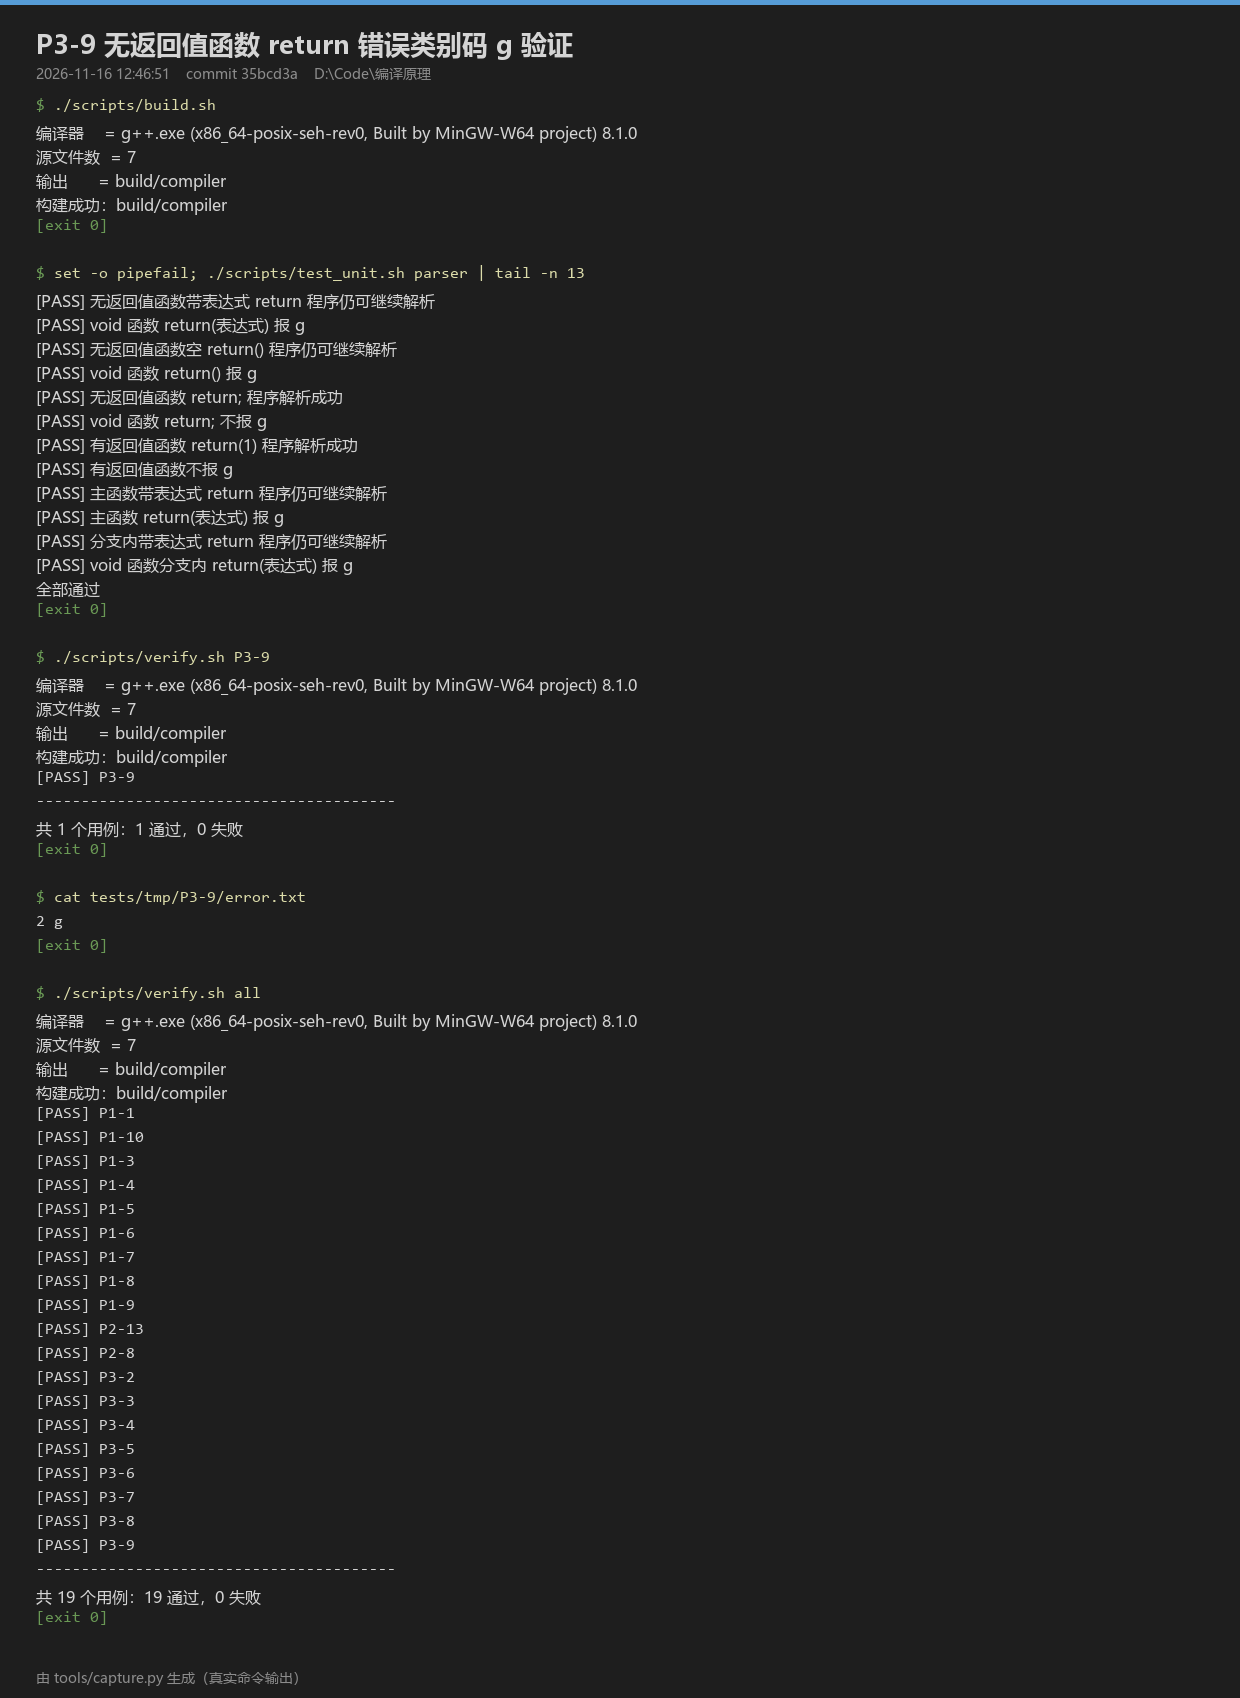 P3-9 无返回值函数 return 错误类别码 g 验证
2026-11-16 12:46:51 commit 35bcd3a D:\Code\编译原理
$ ./scripts/build.sh
编译器 = g++.exe (x86_64-posix-seh-rev0, Built by MinGW-W64 project) 8.1.0
源文件数 = 7
输出 = build/compiler
构建成功：build/compiler
[exit 0]
$ set -o pipefail; ./scripts/test_unit.sh parser | tail -n 13
[PASS] 无返回值函数带表达式 return 程序仍可继续解析
[PASS] void 函数 return(表达式) 报 g
[PASS] 无返回值函数空 return() 程序仍可继续解析
[PASS] void 函数 return() 报 g
[PASS] 无返回值函数 return; 程序解析成功
[PASS] void 函数 return; 不报 g
[PASS] 有返回值函数 return(1) 程序解析成功
[PASS] 有返回值函数不报 g
[PASS] 主函数带表达式 return 程序仍可继续解析
[PASS] 主函数 return(表达式) 报 g
[PASS] 分支内带表达式 return 程序仍可继续解析
[PASS] void 函数分支内 return(表达式) 报 g
全部通过
[exit 0]
$ ./scripts/verify.sh P3-9
编译器 = g++.exe (x86_64-posix-seh-rev0, Built by MinGW-W64 project) 8.1.0
源文件数 = 7
输出 = build/compiler
构建成功：build/compiler
[PASS] P3-9
----------------------------------------
共 1 个用例：1 通过，0 失败
[exit 0]
$ cat tests/tmp/P3-9/error.txt
2 g
[exit 0]
$ ./scripts/verify.sh all
编译器 = g++.exe (x86_64-posix-seh-rev0, Built by MinGW-W64 project) 8.1.0
源文件数 = 7
输出 = build/compiler
构建成功：build/compiler
[PASS] P1-1
[PASS] P1-10
[PASS] P1-3
[PASS] P1-4
[PASS] P1-5
[PASS] P1-6
[PASS] P1-7
[PASS] P1-8
[PASS] P1-9
[PASS] P2-13
[PASS] P2-8
[PASS] P3-2
[PASS] P3-3
[PASS] P3-4
[PASS] P3-5
[PASS] P3-6
[PASS] P3-7
[PASS] P3-8
[PASS] P3-9
----------------------------------------
共 19 个用例：19 通过，0 失败
[exit 0]
由 tools/capture.py 生成（真实命令输出）